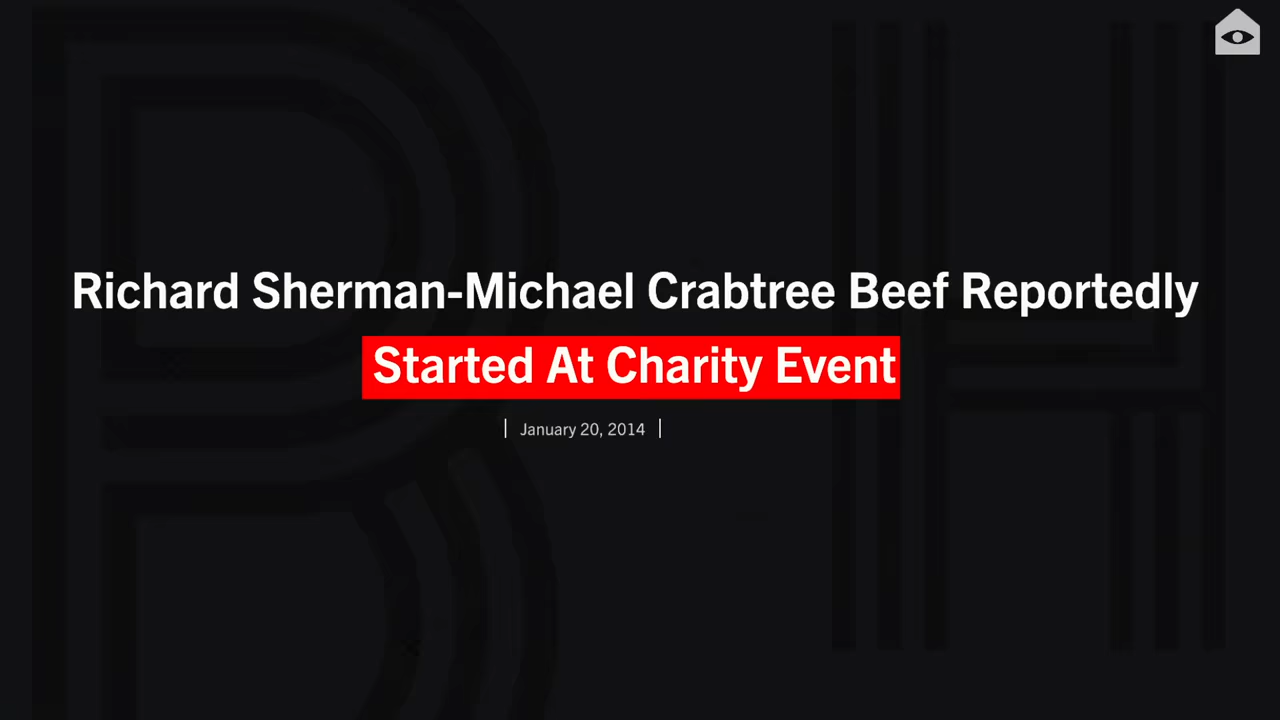 Richard Sherman-Michael Crabtree Beef Reportedly
Started At Charity Event
January 20, 2014